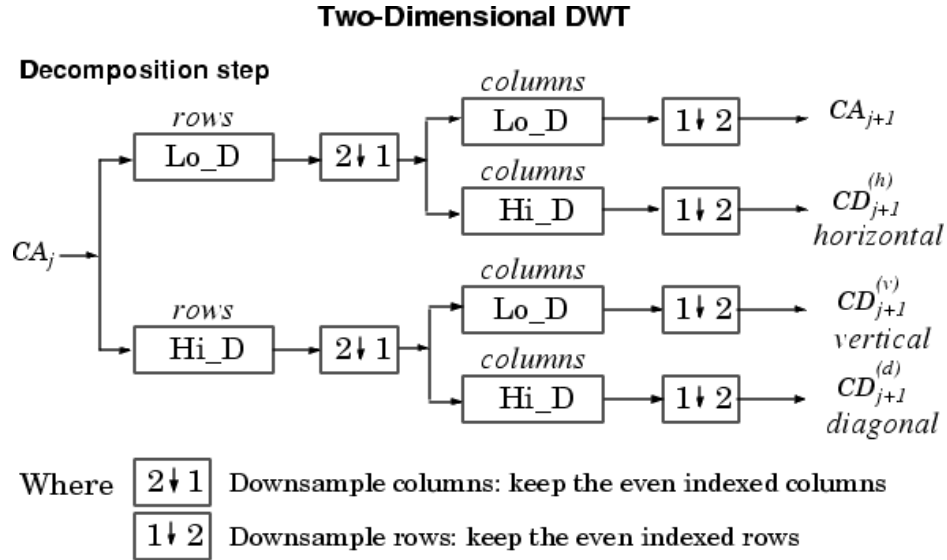 Two-Dimensional DWT
Decomposition step
rows
Lo_D
2↓1
columns
Lo_D
1↓2
CA_{j+1}
columns
Hi_D
1↓2
CD_{j+1}^{(h)}
horizontal
CA_j
rows
Hi_D
2↓1
columns
Lo_D
1↓2
CD_{j+1}^{(v)}
vertical
columns
Hi_D
1↓2
CD_{j+1}^{(d)}
diagonal
Where 2↓1 Downsample columns: keep the even indexed columns
1↓2 Downsample rows: keep the even indexed rows